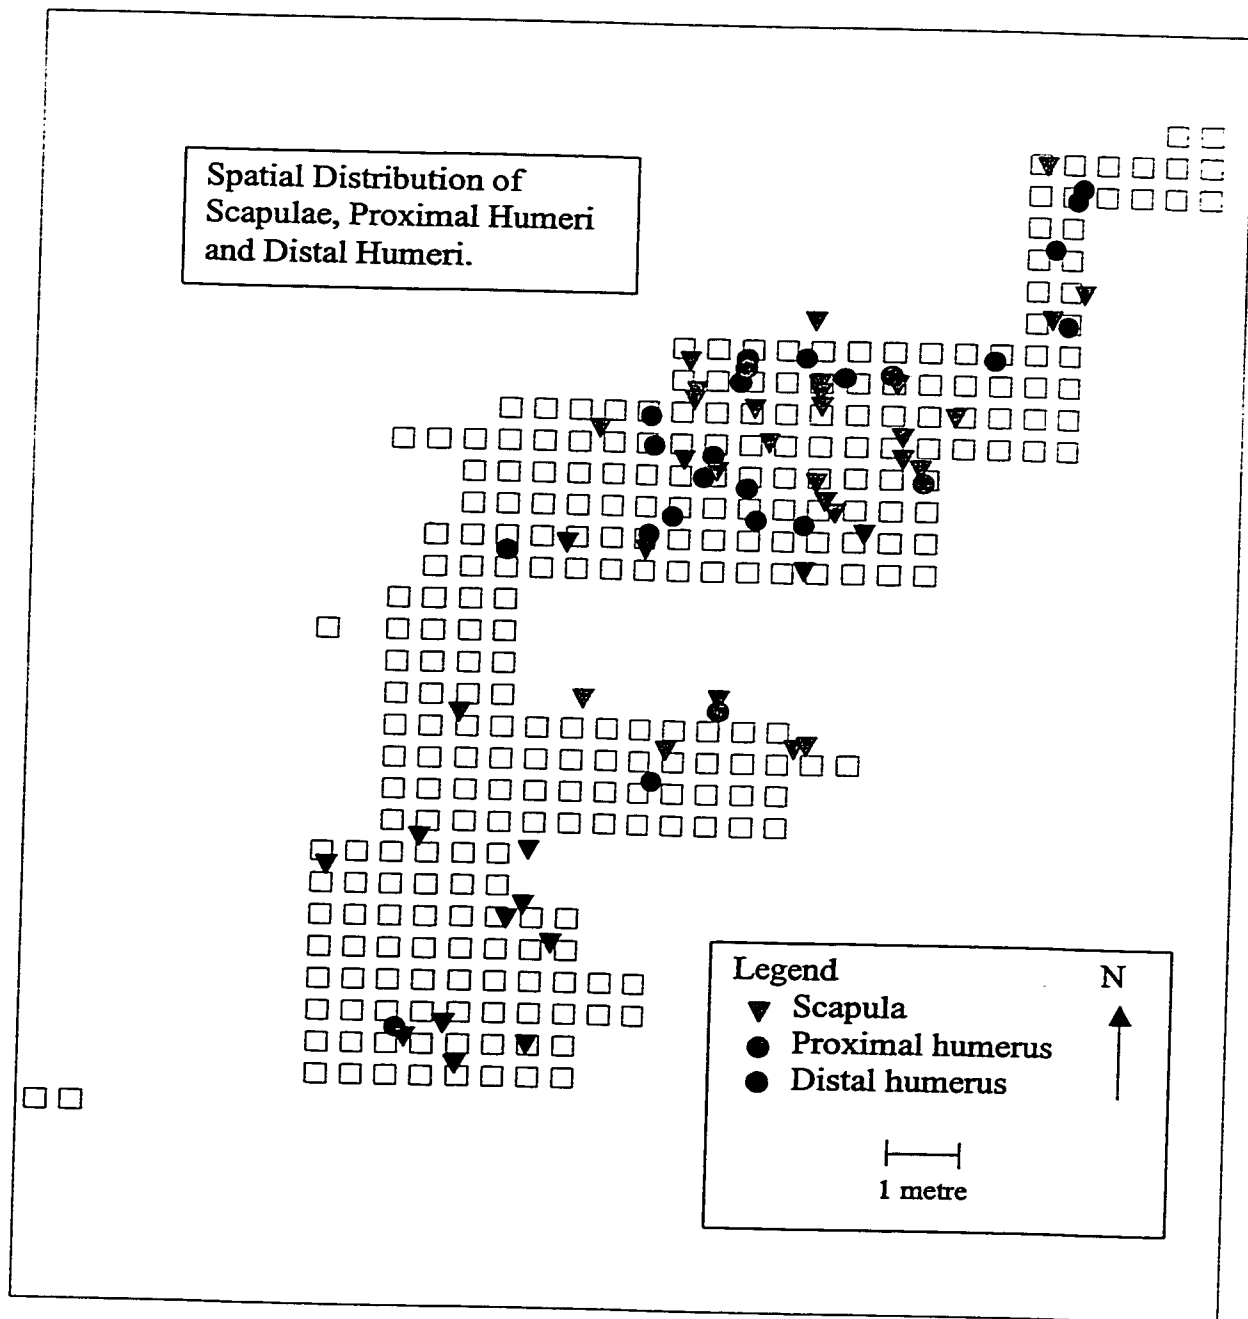 Spatial Distribution of
Scapulae, Proximal Humeri
and Distal Humeri.
Legend
N
Scapula
Proximal humerus
Distal humerus
1 metre